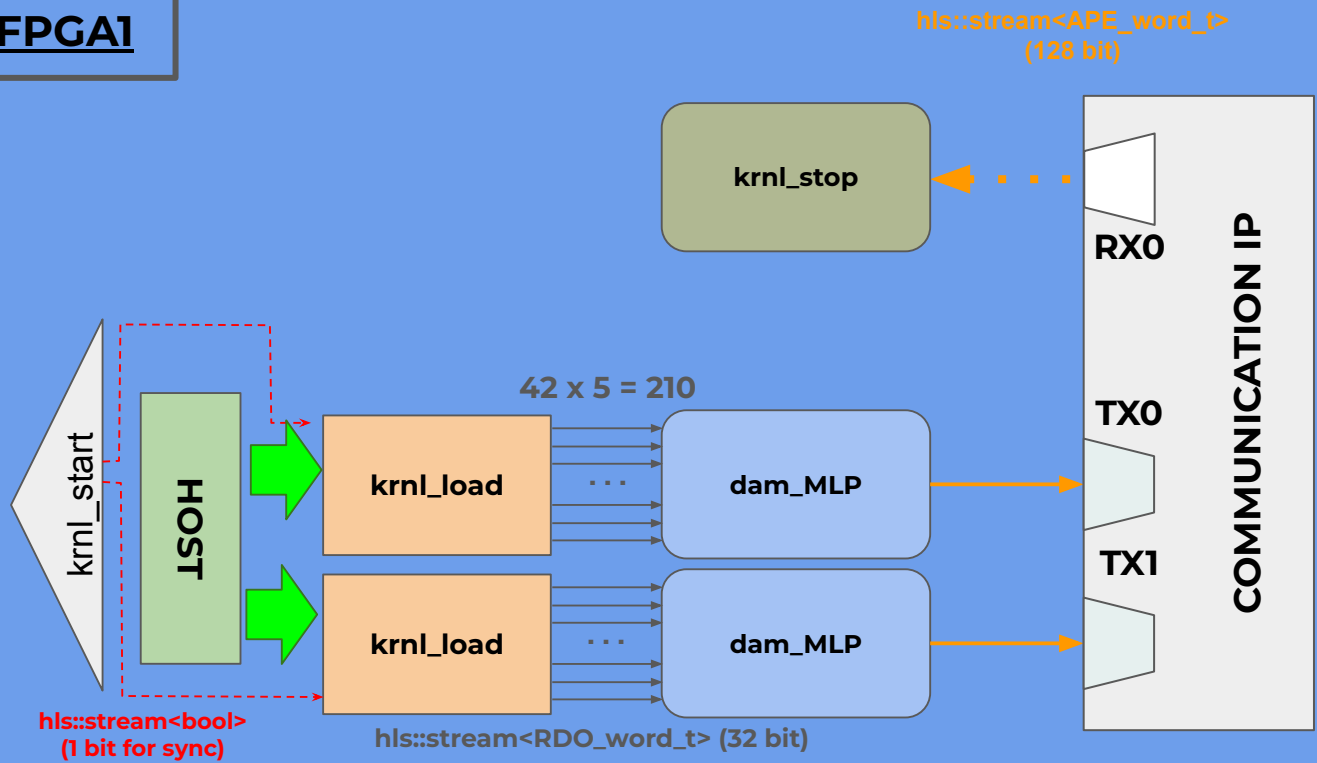 FPGA1
hls::stream<APE_word_t>
(128 bit)
krnl_stop
RX0
COMMUNICATION IP
42 x 5 = 210
TX0
krnl_start
HOST
krnl_load
. . .
dam_MLP
TX1
krnl_load
. . .
dam_MLP
hls::stream<bool>
(1 bit for sync)
hls::stream<RDO_word_t> (32 bit)